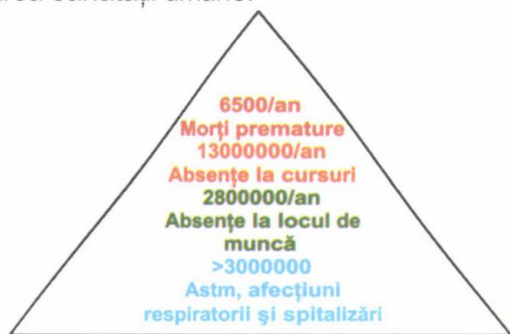 6500/an
Morți premature
13000000/an
Absențe la cursuri
2800000/an
Absențe la locul de
muncă
>3000000
Astm, afecțiuni
respiratorii și spitalizări